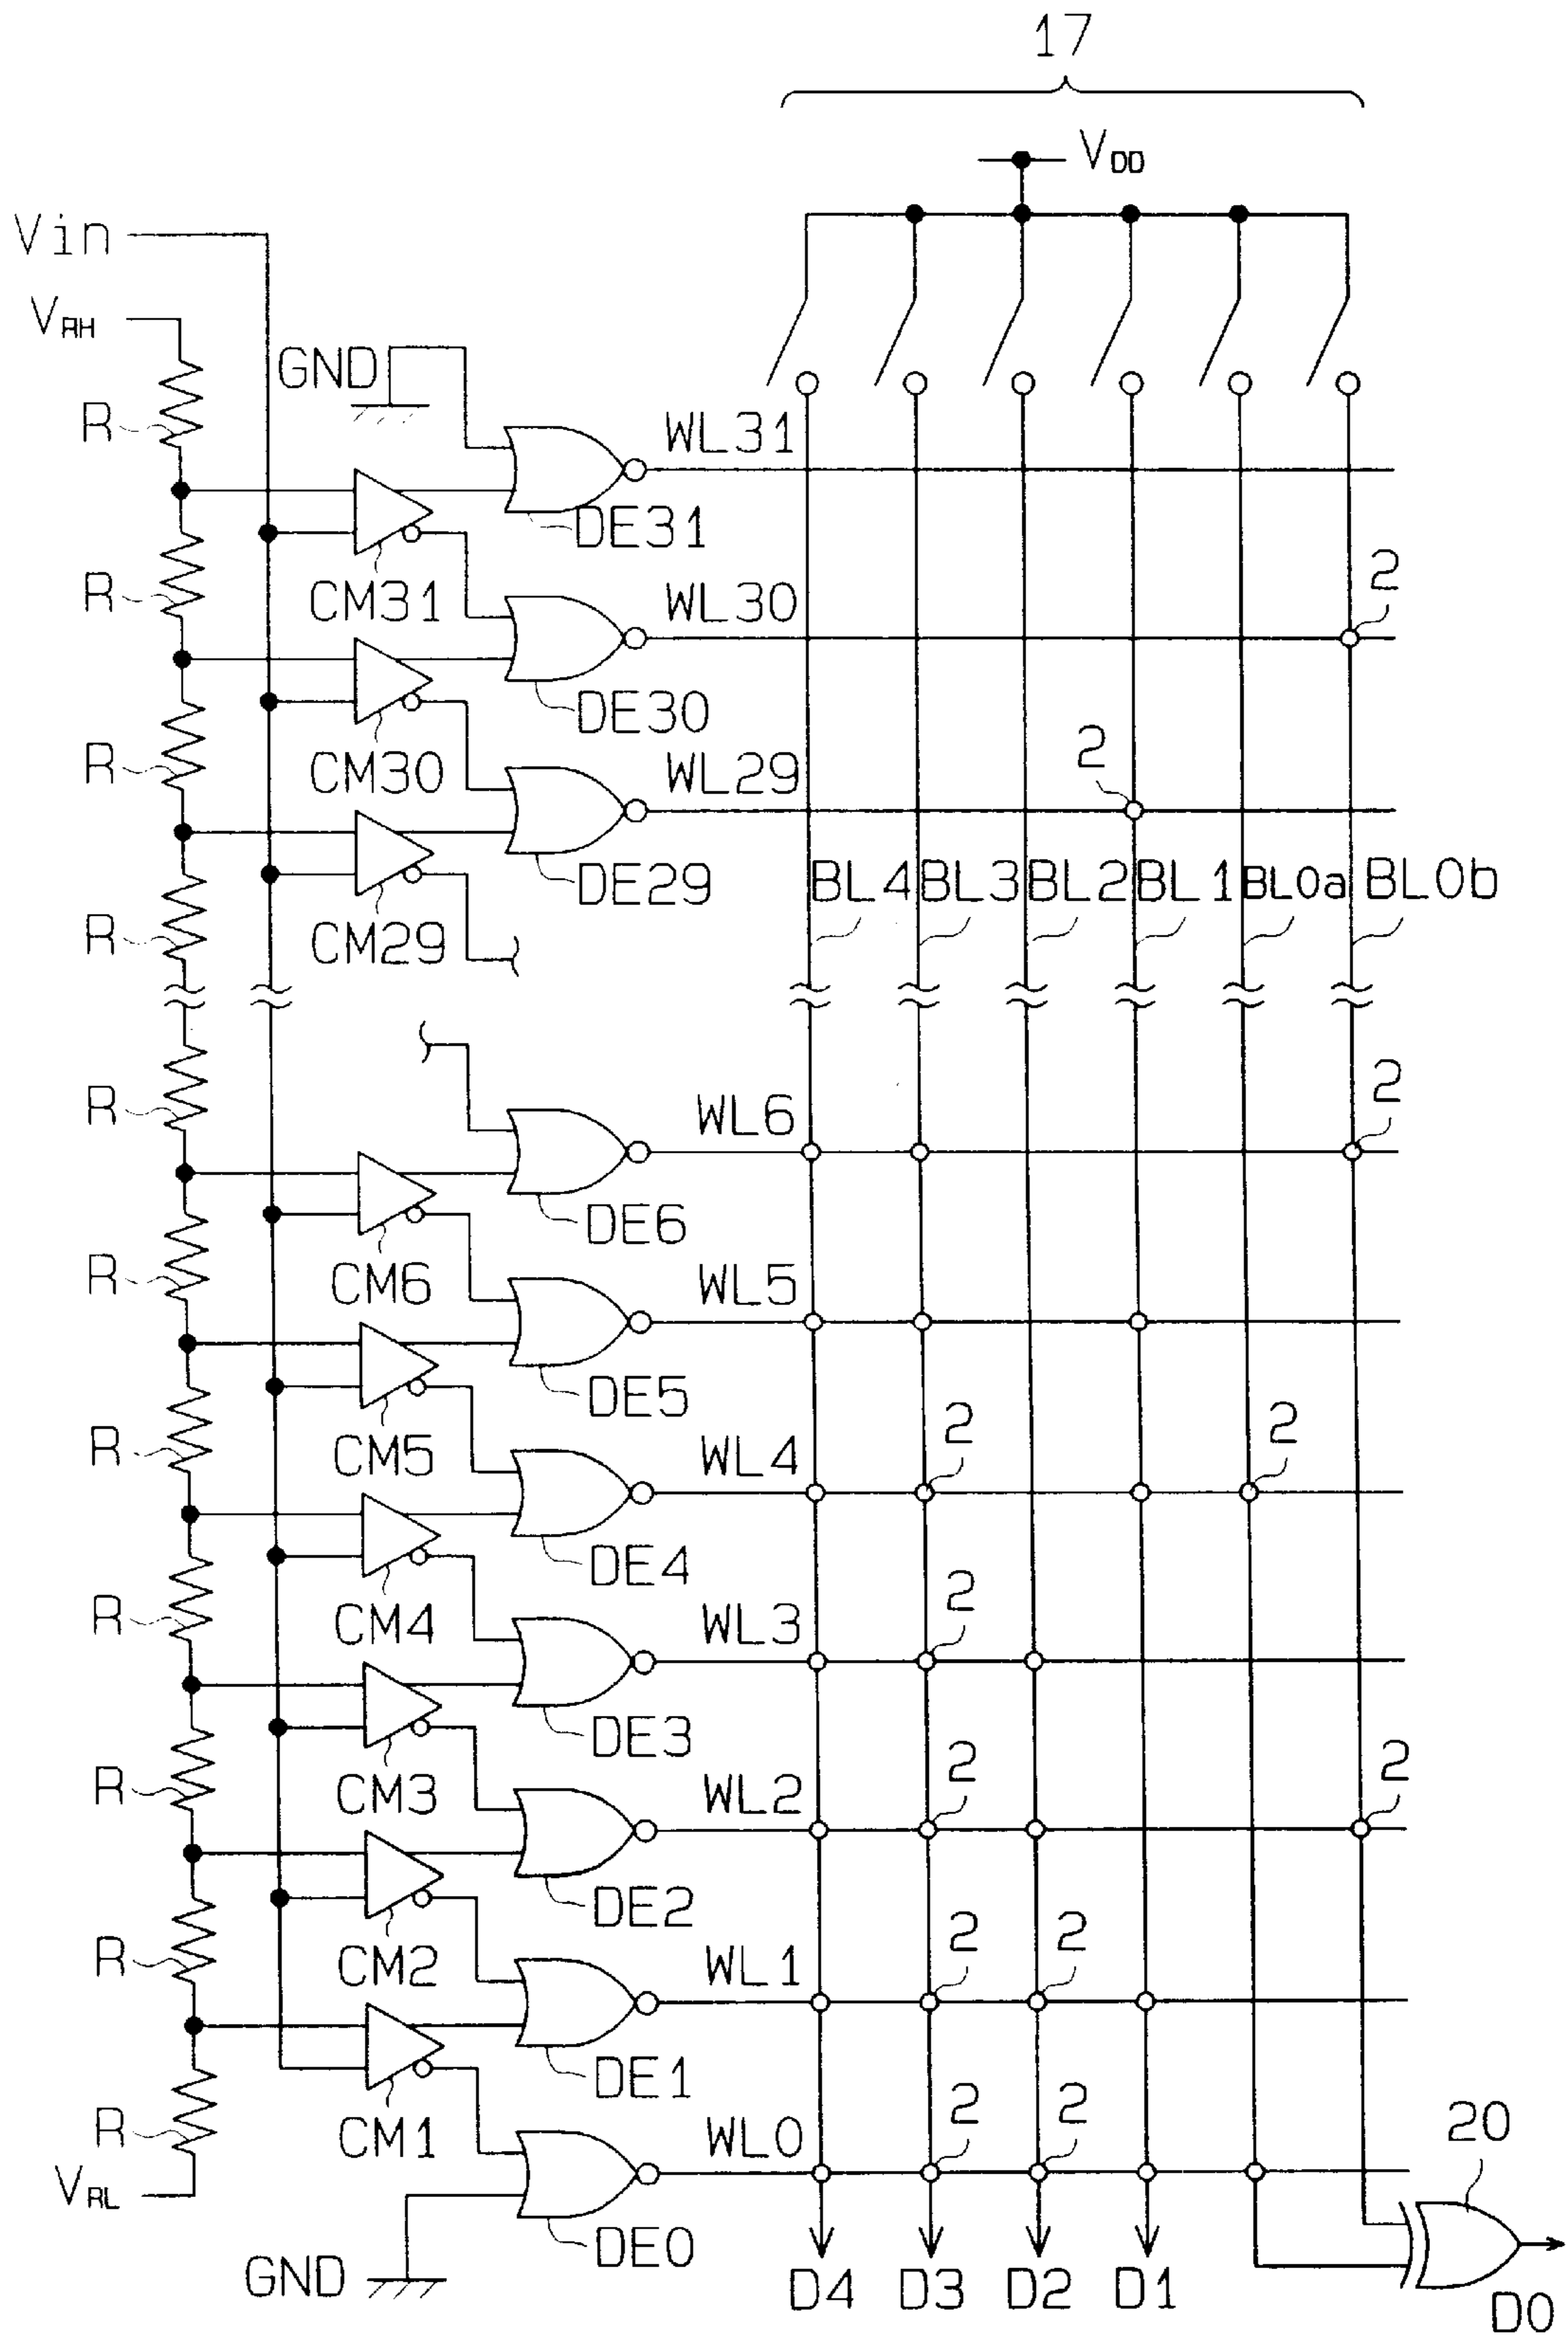 17
VDD
Vin
VRH
GND
R
WL31
DE31
CM31
R
WL30
2
DE30
CM30
R
WL29
2
DE29
CM29
R
BL4
BL3
BL2
BL1
BL0a
BL0b
R
WL6
2
DE6
CM6
R
WL5
DE5
CM5
R
WL4
2
2
DE4
CM4
R
WL3
2
DE3
CM3
R
WL2
2
2
DE2
CM2
R
WL1
2
2
DE1
CM1
R
WL0
2
2
20
VRL
DE0
GND
D4
D3
D2
D1
D0